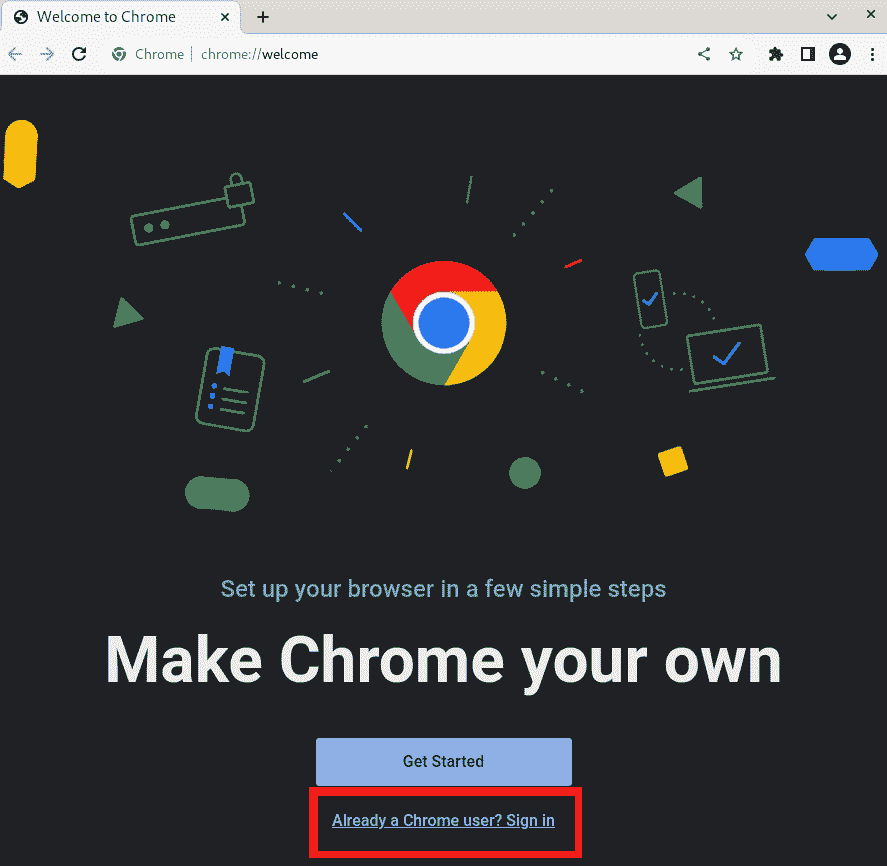 Welcome to Chrome
Chrome chrome://welcome
Set up your browser in a few simple steps
Make Chrome your own
Get Started
Already a Chrome user? Sign in